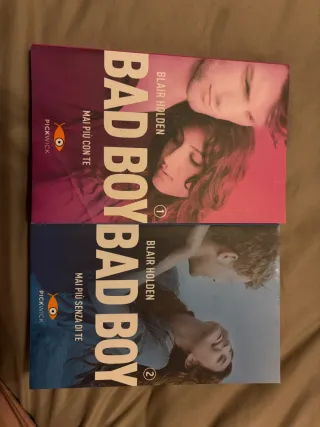 BLAIR HOLDEN
BAD BOY
MAI PIÙ CON TE
1
PICKWICK
BLAIR HOLDEN
BAD BOY
MAI PIÙ SENZA DI TE
2
PICKWICK